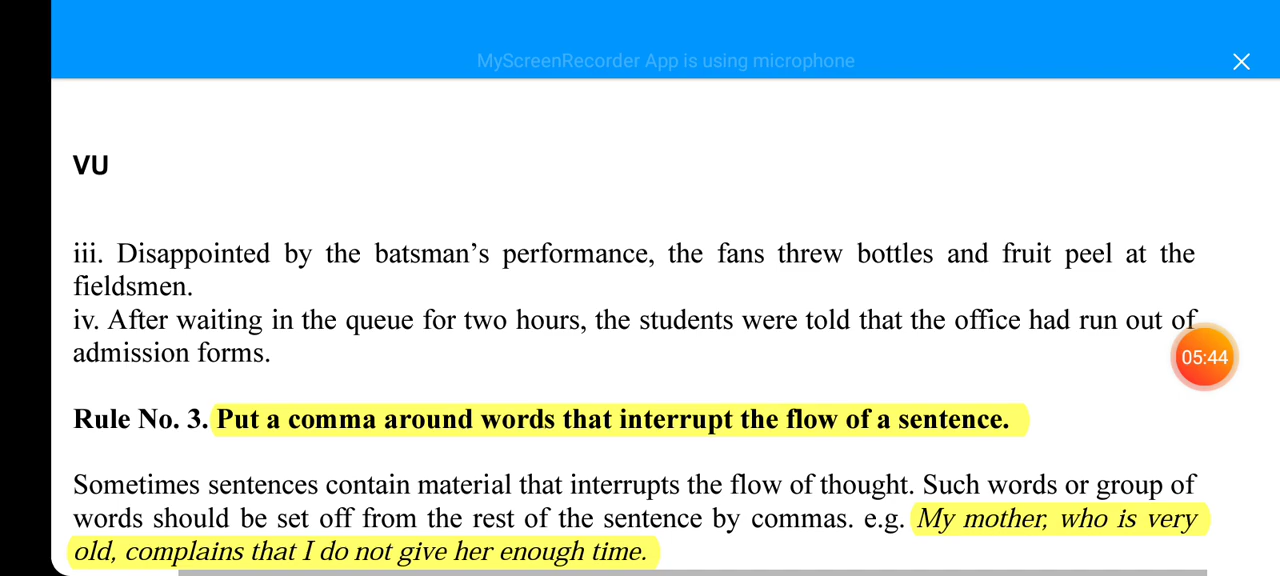 MyScreenRecorder App is using microphone
VU
iii. Disappointed by the batsman’s performance, the fans threw bottles and fruit peel at the
fieldsmen.
iv. After waiting in the queue for two hours, the students were told that the office had run out of
admission forms.
05:44
Rule No. 3. Put a comma around words that interrupt the flow of a sentence.
Sometimes sentences contain material that interrupts the flow of thought. Such words or group of
words should be set off from the rest of the sentence by commas. e.g. My mother, who is very
old, complains that I do not give her enough time.